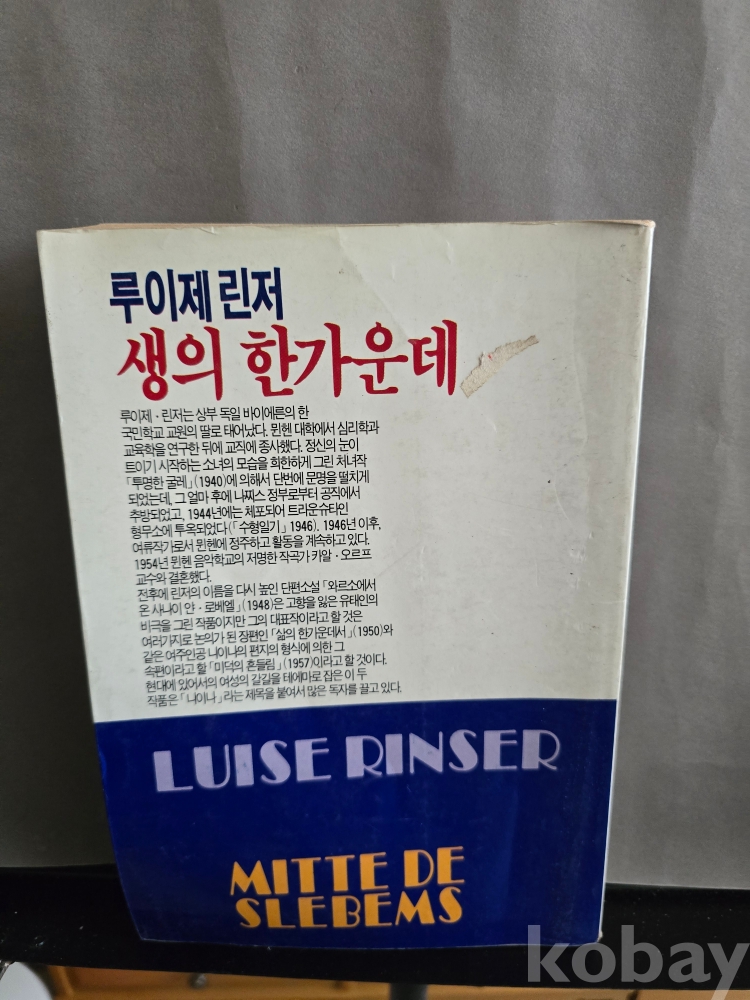 루이제 린저
생의 한가운데
루이제 · 린저는 상부 독일 바이에른의 한
국민학교 교원의 딸로 태어났다. 뮌헨 대학에서 심리학과
교육학을 연구한 뒤에 교직에 종사했다. 정신의 눈이
트이기 시작하는 소녀의 모습을 희한하게 그린 처녀작
「투명한 굴레」(1940)에 의해서 단번에 문명을 떨치게
되었는데, 그 얼마 후에 나찌스 정부로부터 공직에서
추방되었고, 1944년에는 체포되어 트라운슈타인
형무소에 투옥되었다(「수형일기」 1946). 1946년 이후,
여류작가로서 뮌헨에 정주하고 활동을 계속하고 있다.
1954년 뮌헨 음악학교의 저명한 작곡가 카알 · 오르프
교수와 결혼했다.
전후에 린저의 이름을 다시 높인 단편소설 「와르소에서
온 사나이 얀 · 로베엘」(1948)은 고향을 잃은 유태인의
비극을 그린 작품이지만 그의 대표작이라고 할 것은
여러가지로 논의가 된 장편인 「삶의 한가운데서」(1950)와
같은 여주인공 니이나의 편지의 형식에 의한 그
속편이라고 할 「미덕의 흔들림」(1957)이라고 할 것이다.
현대에 있어서의 여성의 갈길을 테에마로 잡은 이 두
작품은 「니이나」라는 제목을 붙여서 많은 독자를 끌고 있다.
LUISE RINSER
MITTE DE
SLEBEMS
kobay